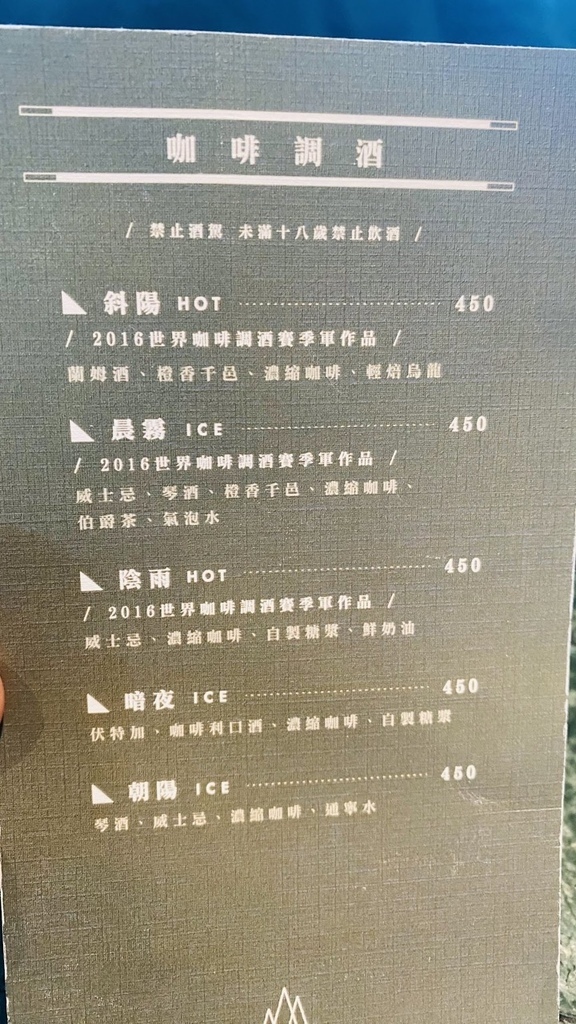 咖啡調酒
/ 禁止酒駕 未滿十八歲禁止飲酒 /
斜陽 HOT 450
/ 2016世界咖啡調酒賽季軍作品 /
蘭姆酒、橙香千邑、濃縮咖啡、輕焙烏龍
晨霧 ICE 450
/ 2016世界咖啡調酒賽季軍作品 /
威士忌、琴酒、橙香千邑、濃縮咖啡、
伯爵茶、氣泡水
陰雨 HOT 450
/ 2016世界咖啡調酒賽季軍作品 /
威士忌、濃縮咖啡、自製糖漿、鮮奶油
暗夜 ICE 450
伏特加、咖啡利口酒、濃縮咖啡、自製糖漿
朝陽 ICE 450
琴酒、威士忌、濃縮咖啡、通寧水